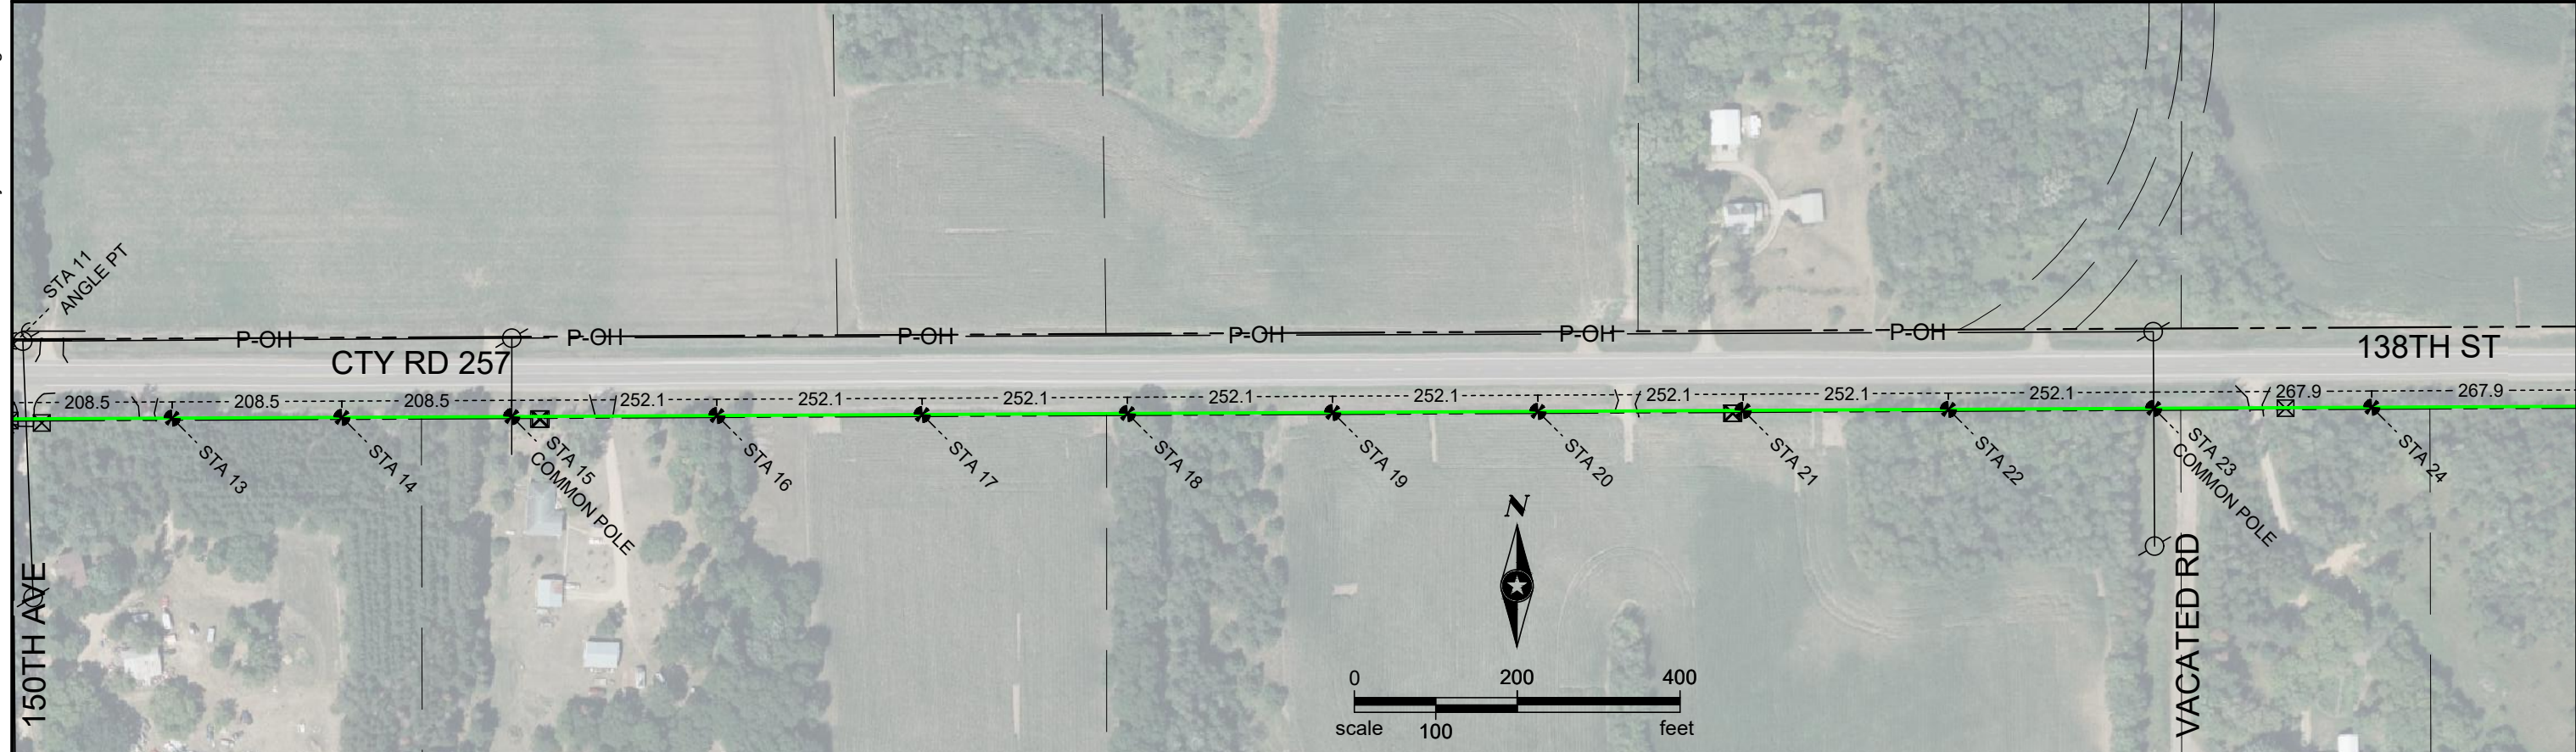 STA 11
ANGLE PT
P-OH
P-OH
P-OH
P-OH
P-OH
P-OH
CTY RD 257
138TH ST
208.5
208.5
208.5
252.1
252.1
252.1
252.1
252.1
252.1
252.1
252.1
267.9
267.9
STA 13
STA 14
STA 15
COMMON POLE
STA 16
STA 17
STA 18
STA 19
STA 20
STA 21
STA 22
STA 23
COMMON POLE
STA 24
150TH AVE
VACATED RD
N
0 200 400
scale 100 feet